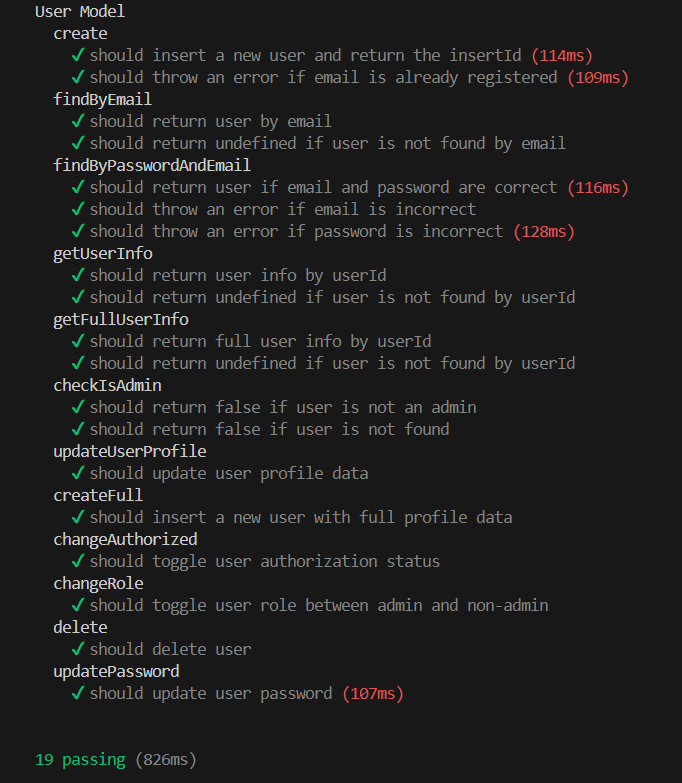 User Model
create
✓ should insert a new user and return the insertId (114ms)
✓ should throw an error if email is already registered (109ms)
findByEmail
✓ should return user by email
✓ should return undefined if user is not found by email
findByPasswordAndEmail
✓ should return user if email and password are correct (116ms)
✓ should throw an error if email is incorrect
✓ should throw an error if password is incorrect (128ms)
getUserInfo
✓ should return user info by userId
✓ should return undefined if user is not found by userId
getFullUserInfo
✓ should return full user info by userId
✓ should return undefined if user is not found by userId
checkIsAdmin
✓ should return false if user is not an admin
✓ should return false if user is not found
updateUserProfile
✓ should update user profile data
createFull
✓ should insert a new user with full profile data
changeAuthorized
✓ should toggle user authorization status
changeRole
✓ should toggle user role between admin and non-admin
delete
✓ should delete user
updatePassword
✓ should update user password (107ms)
19 passing (826ms)